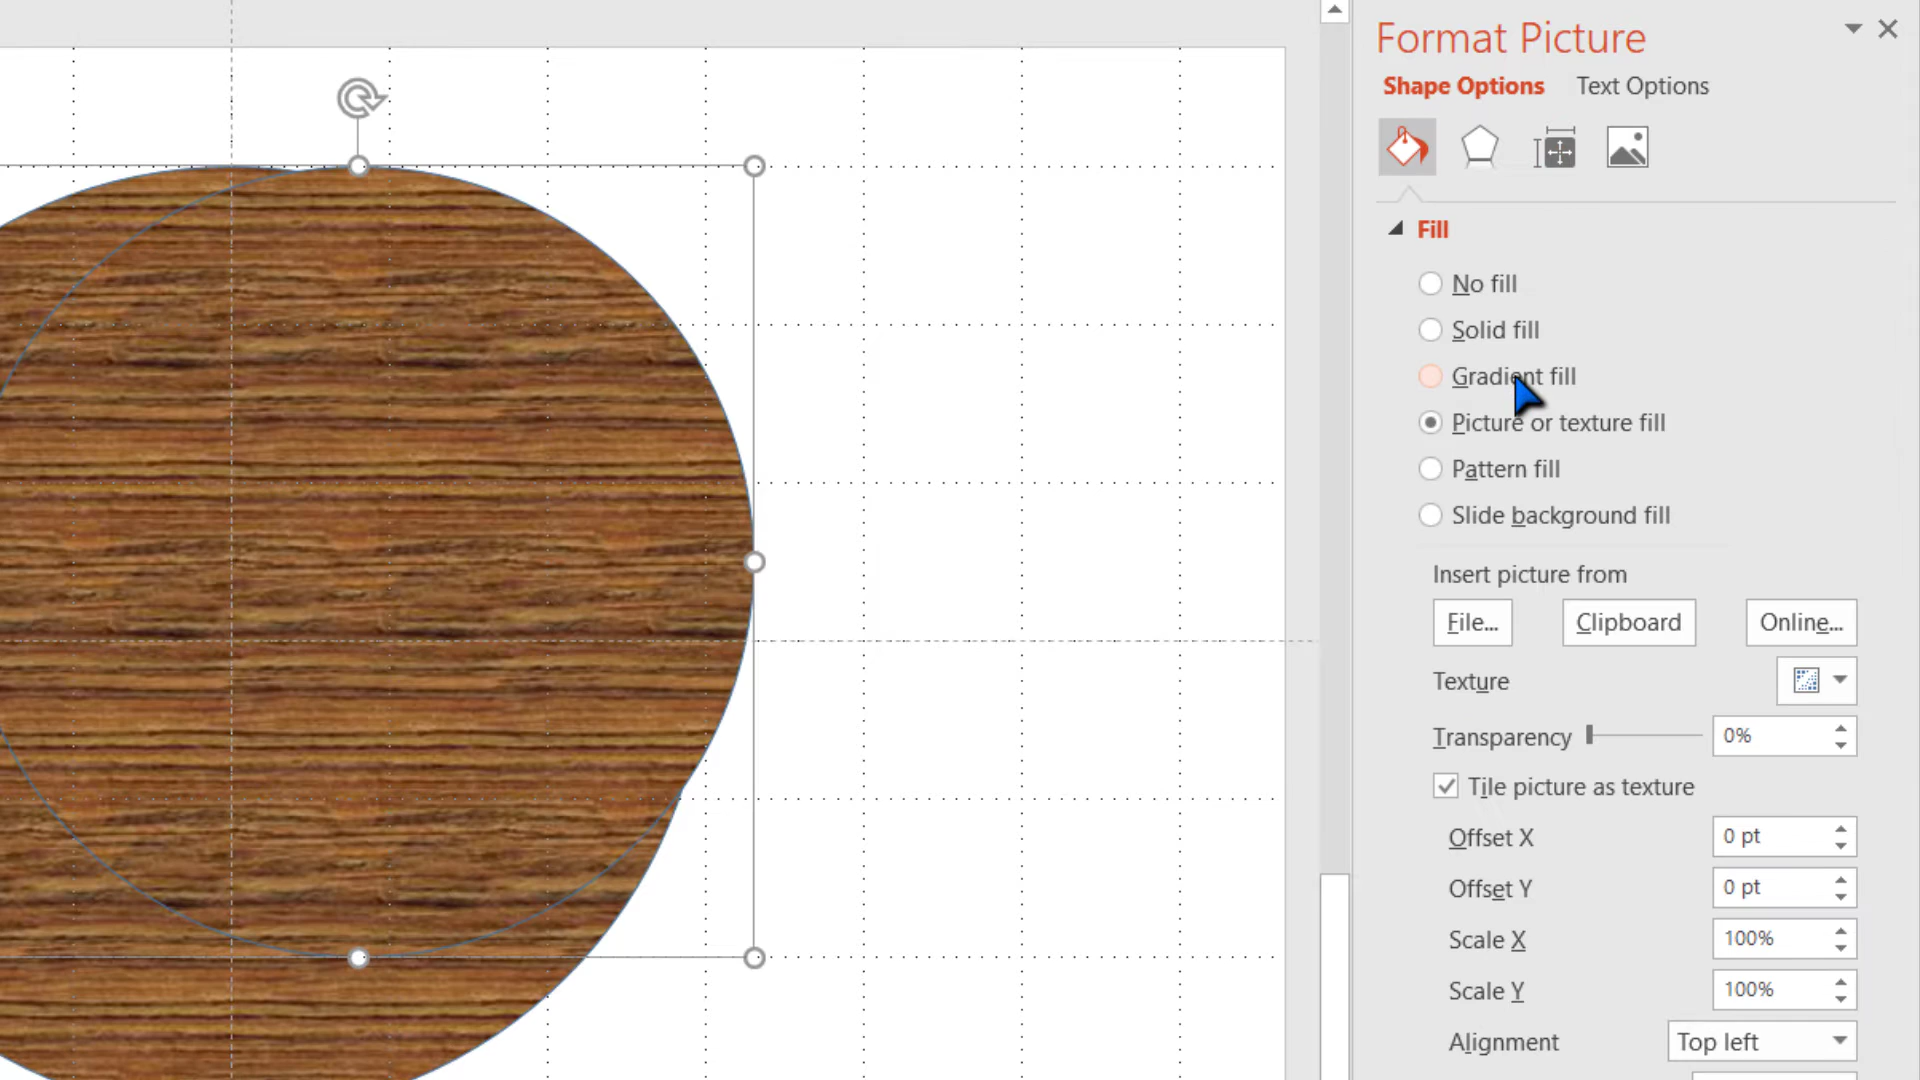 Format Picture
Shape Options Text Options
Fill
No fill
Solid fill
Gradient fill
Picture or texture fill
Pattern fill
Slide background fill
Insert picture from
File... Clipboard Online...
Texture
Transparency 0%
Tile picture as texture
Offset X 0 pt
Offset Y 0 pt
Scale X 100%
Scale Y 100%
Alignment Top left